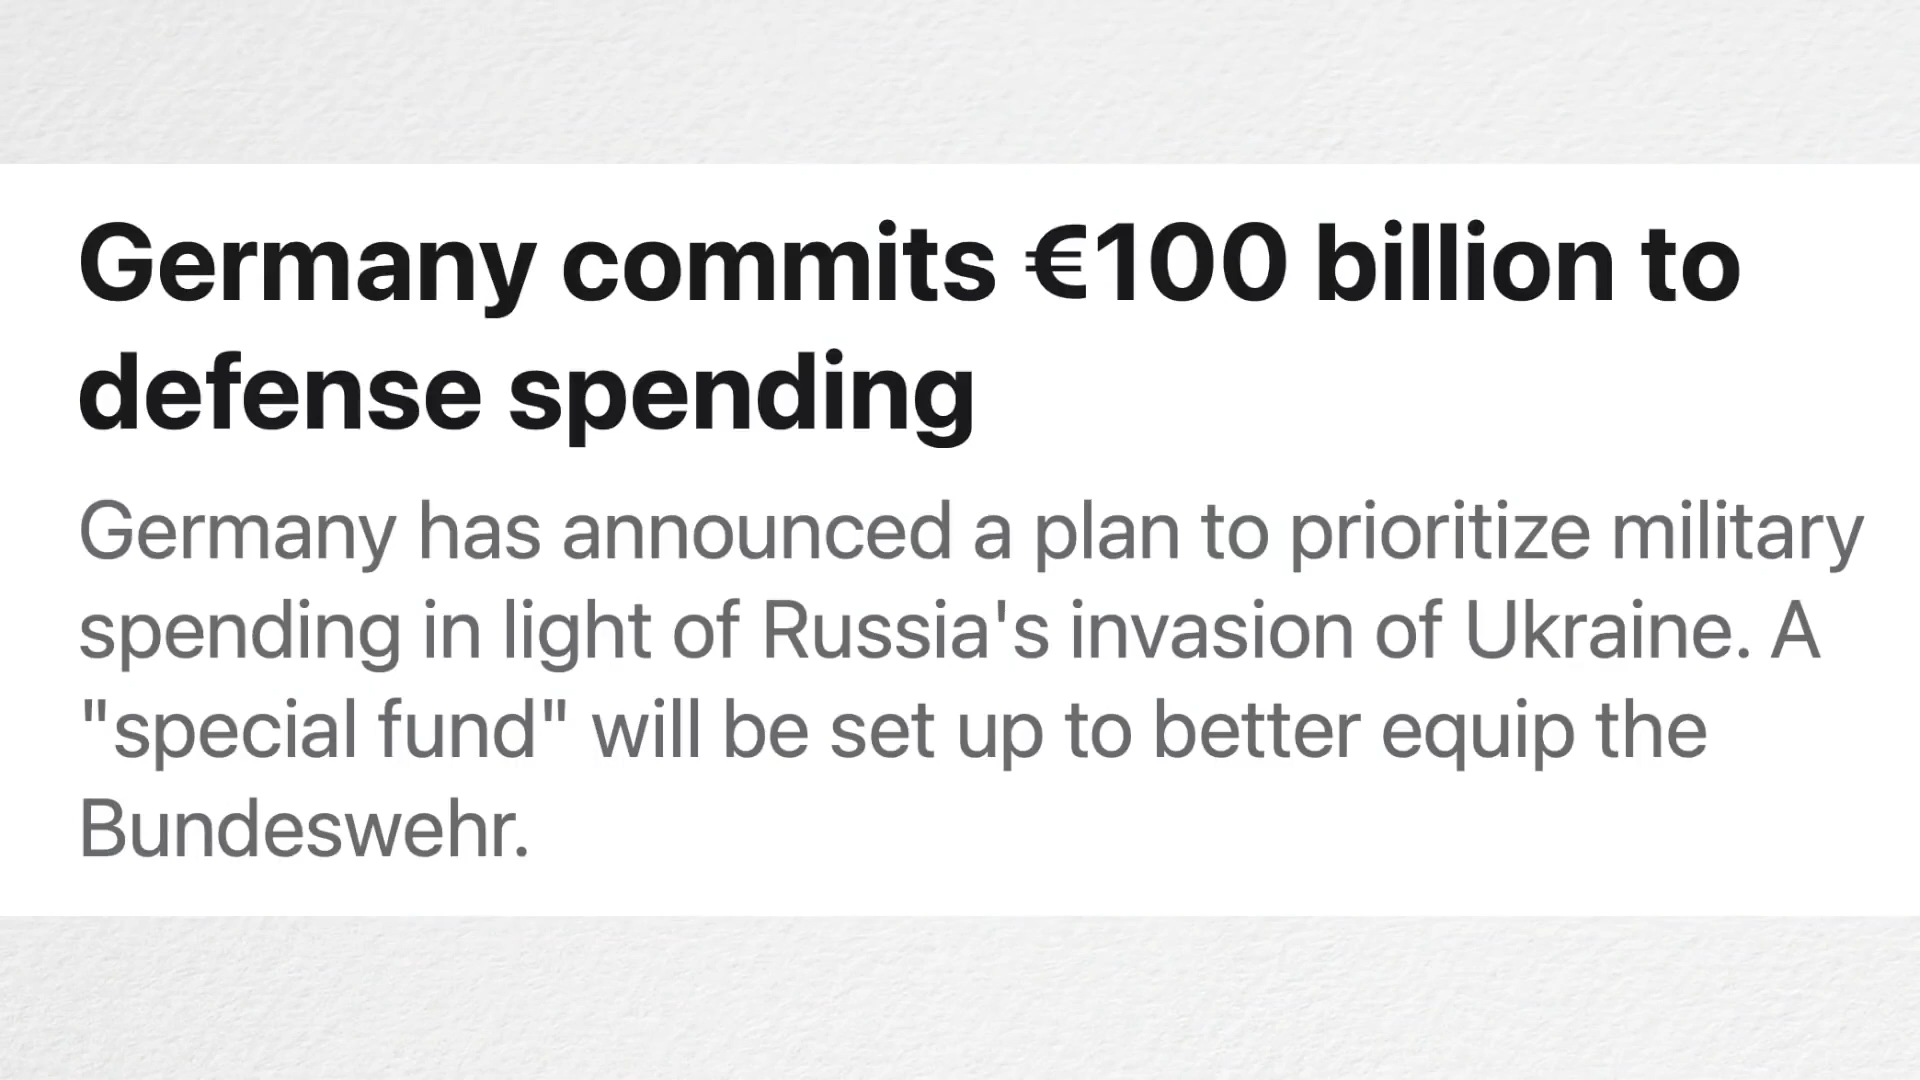 Germany commits €100 billion to
defense spending
Germany has announced a plan to prioritize military
spending in light of Russia's invasion of Ukraine. A
"special fund" will be set up to better equip the
Bundeswehr.